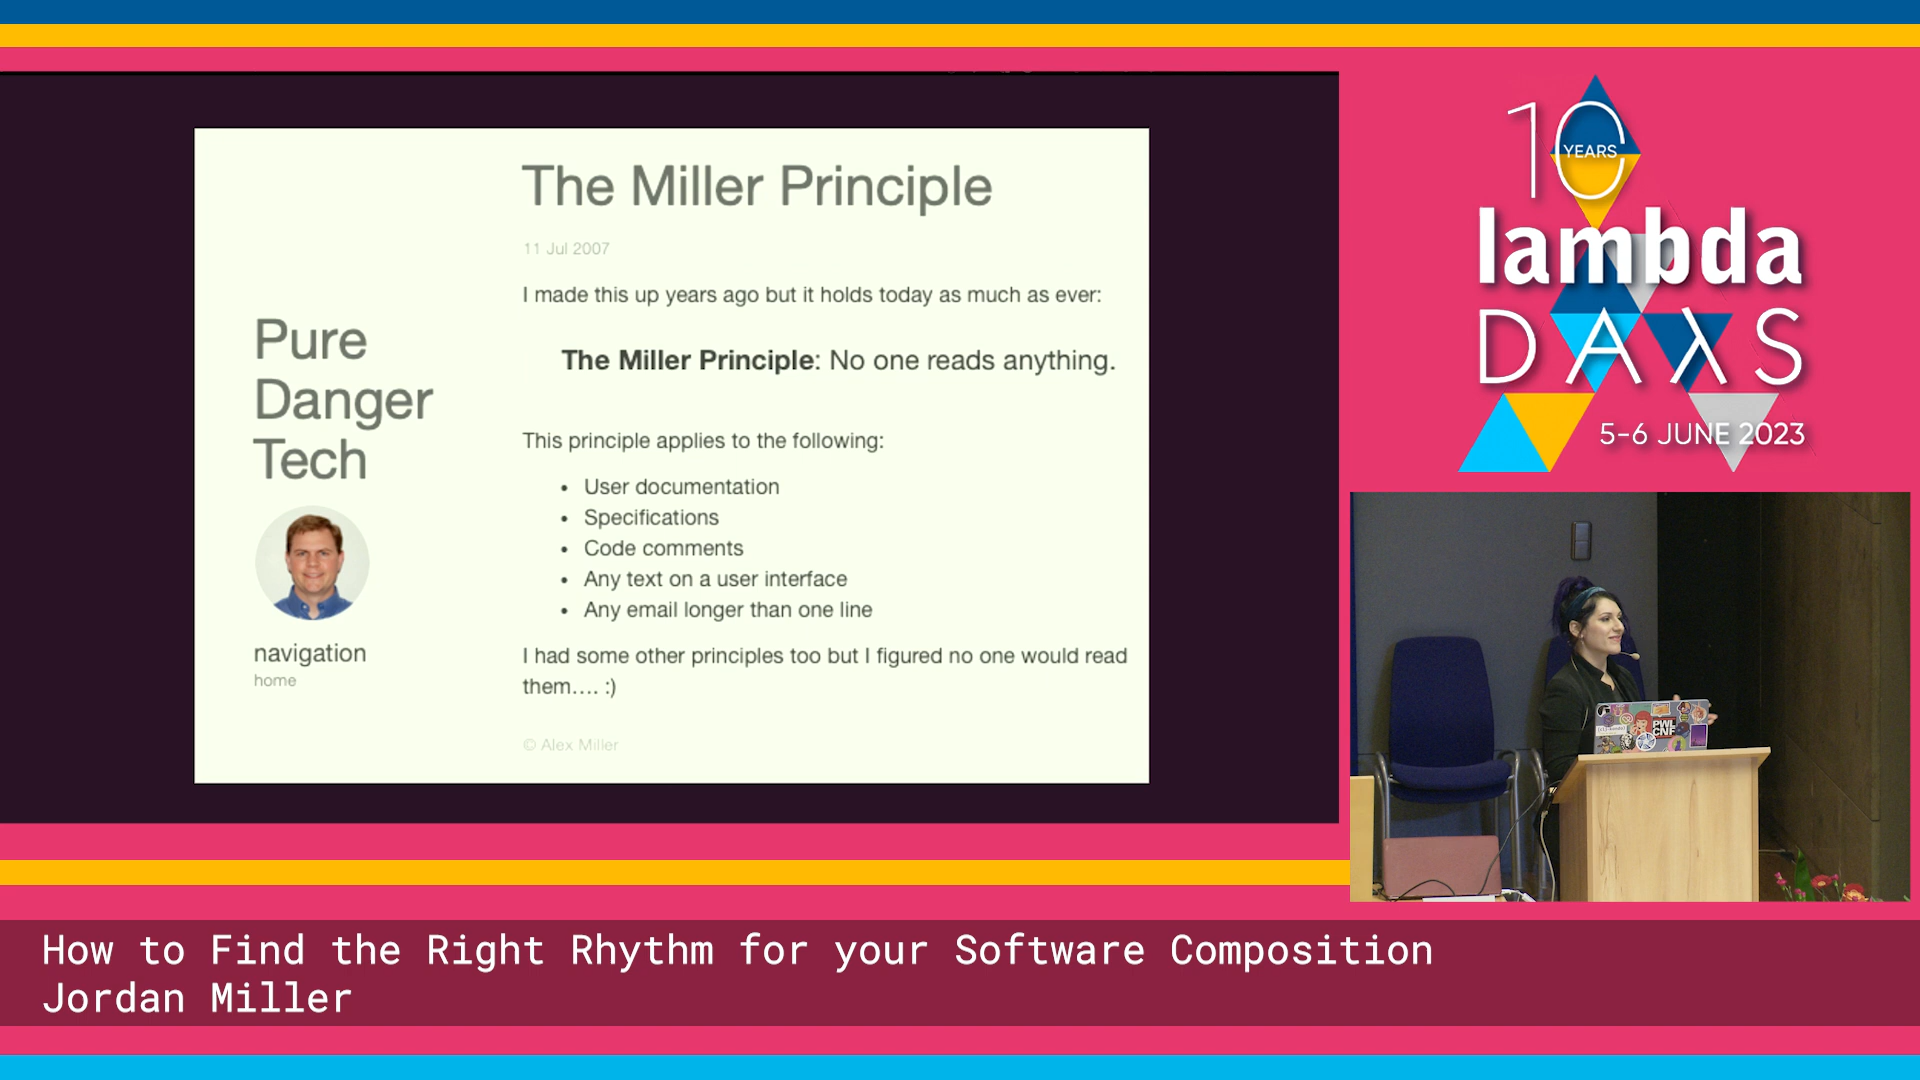 The Miller Principle
11 Jul 2007
I made this up years ago but it holds today as much as ever:
The Miller Principle: No one reads anything.
This principle applies to the following:
• User documentation
• Specifications
• Code comments
• Any text on a user interface
• Any email longer than one line
I had some other principles too but I figured no one would read
them.... :)
© Alex Miller
Pure
Danger
Tech
navigation
home
10
YEARS
lambda
DAλS
5-6 JUNE 2023
PWL
CNF
How to Find the Right Rhythm for your Software Composition
Jordan Miller